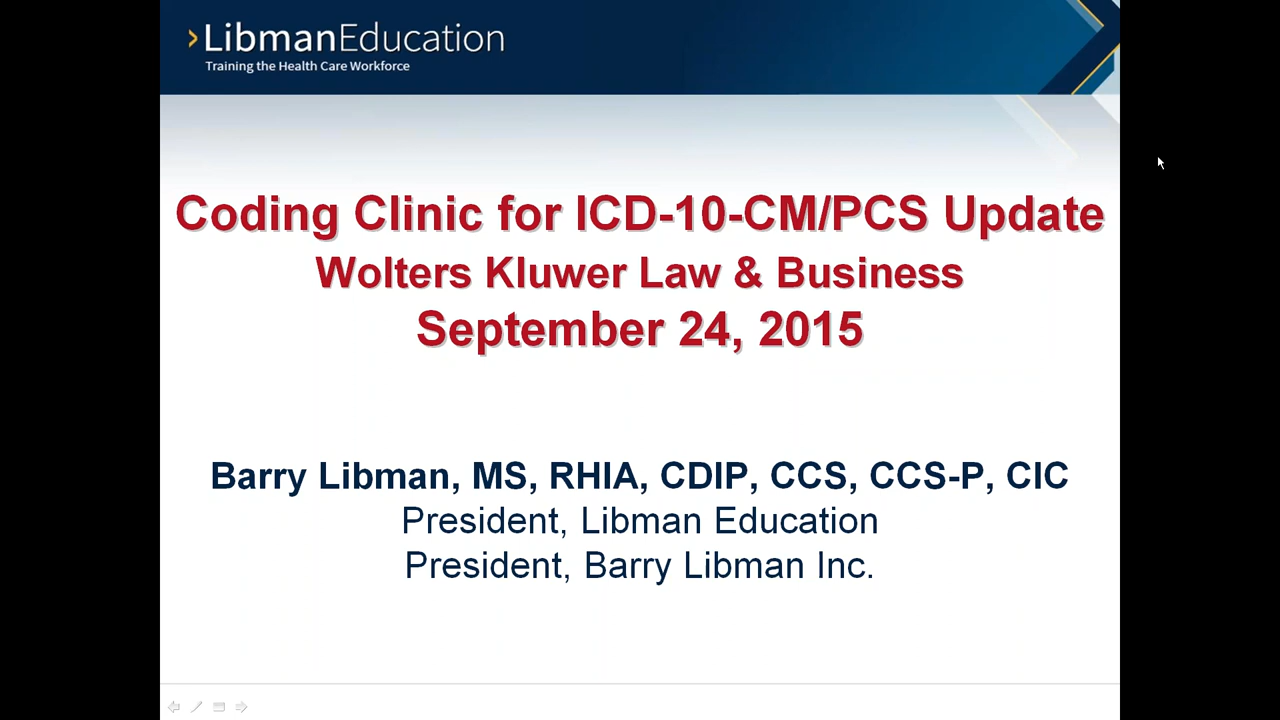 LibmanEducation
Training the Health Care Workforce
Coding Clinic for ICD-10-CM/PCS Update
Wolters Kluwer Law & Business
September 24, 2015
Barry Libman, MS, RHIA, CDIP, CCS, CCS-P, CIC
President, Libman Education
President, Barry Libman Inc.